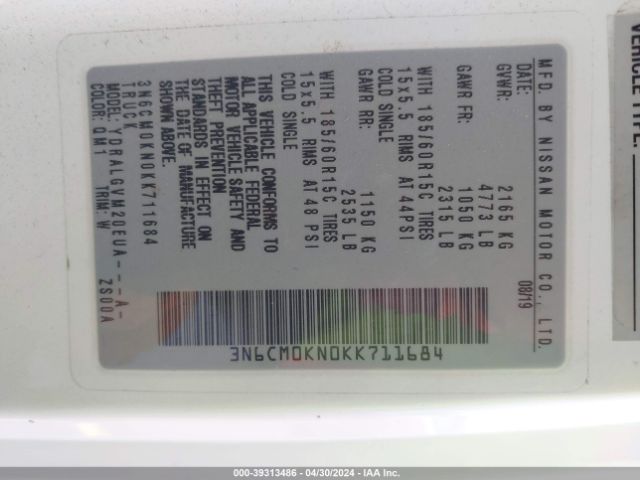 MFD. BY NISSAN MOTOR CO., LTD.
DATE: 08/19
GVWR: 2165 KG
4773 LB
GAWR FR: 1050 KG
2315 LB
WITH 185/60R15C TIRES
15x5.5 RIMS AT 44PSI
COLD SINGLE
GAWR RR: 1150 KG
2535 LB
WITH 185/60R15C TIRES
15x5.5 RIMS AT 48 PSI
COLD SINGLE
THIS VEHICLE CONFORMS TO
ALL APPLICABLE FEDERAL
MOTOR VEHICLE SAFETY AND
THEFT PREVENTION
STANDARDS IN EFFECT ON
THE DATE OF MANUFACTURE
SHOWN ABOVE.
3N6CM0KN0KK711684
TRUCK
MODEL: YDRALGVM20EUA---A-
COLOR: QM1 TRIM: W ZS00A
3N6CM0KN0KK711684
VEHICLE TYPE:
000-39313486 - 04/30/2024 - IAAI.COM